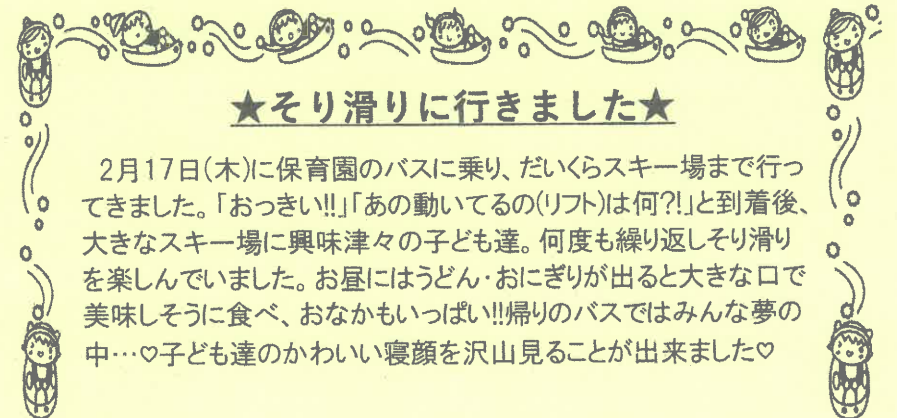 ★そり滑りに行きました★
2月17日(木)に保育園のバスに乗り、だいくらスキー場まで行っ
てきました。「おっきい!!」「あの動いてるの(リフト)は何?!」と到着後、
大きなスキー場に興味津々の子ども達。何度も繰り返しそり滑り
を楽しんでいました。お昼にはうどん・おにぎりが出ると大きな口で
美味しそうに食べ、おなかもいっぱい!!帰りのバスではみんな夢の
中…♡子ども達のかわいい寝顔を沢山見ることが出来ました♡